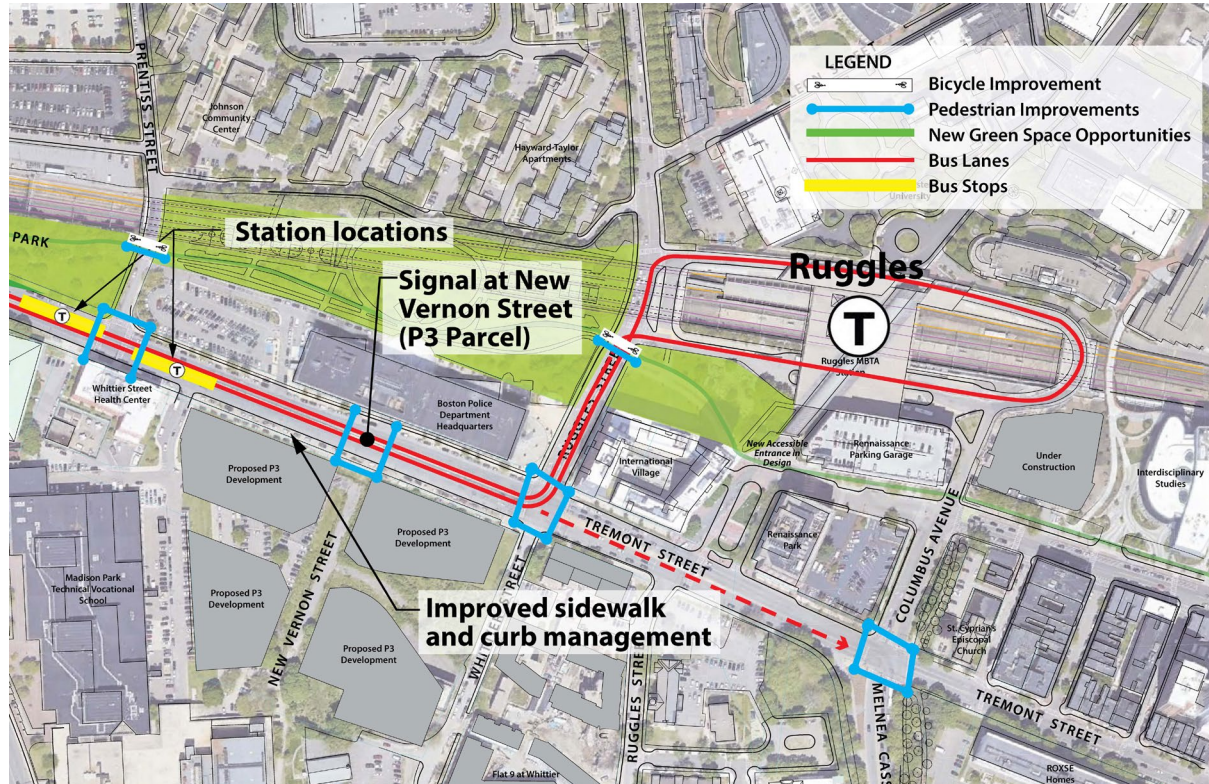 LEGEND
Bicycle Improvement
Pedestrian Improvements
New Green Space Opportunities
Bus Lanes
Bus Stops
University
PRENTISS STREET
Johnson
Community
Center
Hayward-Taylor
Apartments
PARK
Station locations
Signal at New
Vernon Street
(P3 Parcel)
Ruggles
T
Ruggles MBTA
Station
T
T
Whittier Street
Health Center
Boston Police
Department
Headquarters
RUGGLES STREET
International
Village
New Accessible
Entrance in
Design
Rennaissance
Parking Garage
Under
Construction
Interdisciplinary
Studies
Proposed P3
Development
Proposed P3
Development
TREMONT STREET
Renaissance
Park
COLUMBUS AVENUE
Madison Park
Technical Vocational
School
Proposed P3
Development
NEW VERNON STREET
Improved sidewalk
and curb management
Proposed P3
Development
St. Cyprian's
Episcopal
Church
STREET
RUGGLES STREET
MELNEA CASS
TREMONT STREET
Flat 9 at Whittier
ROXSE
Homes